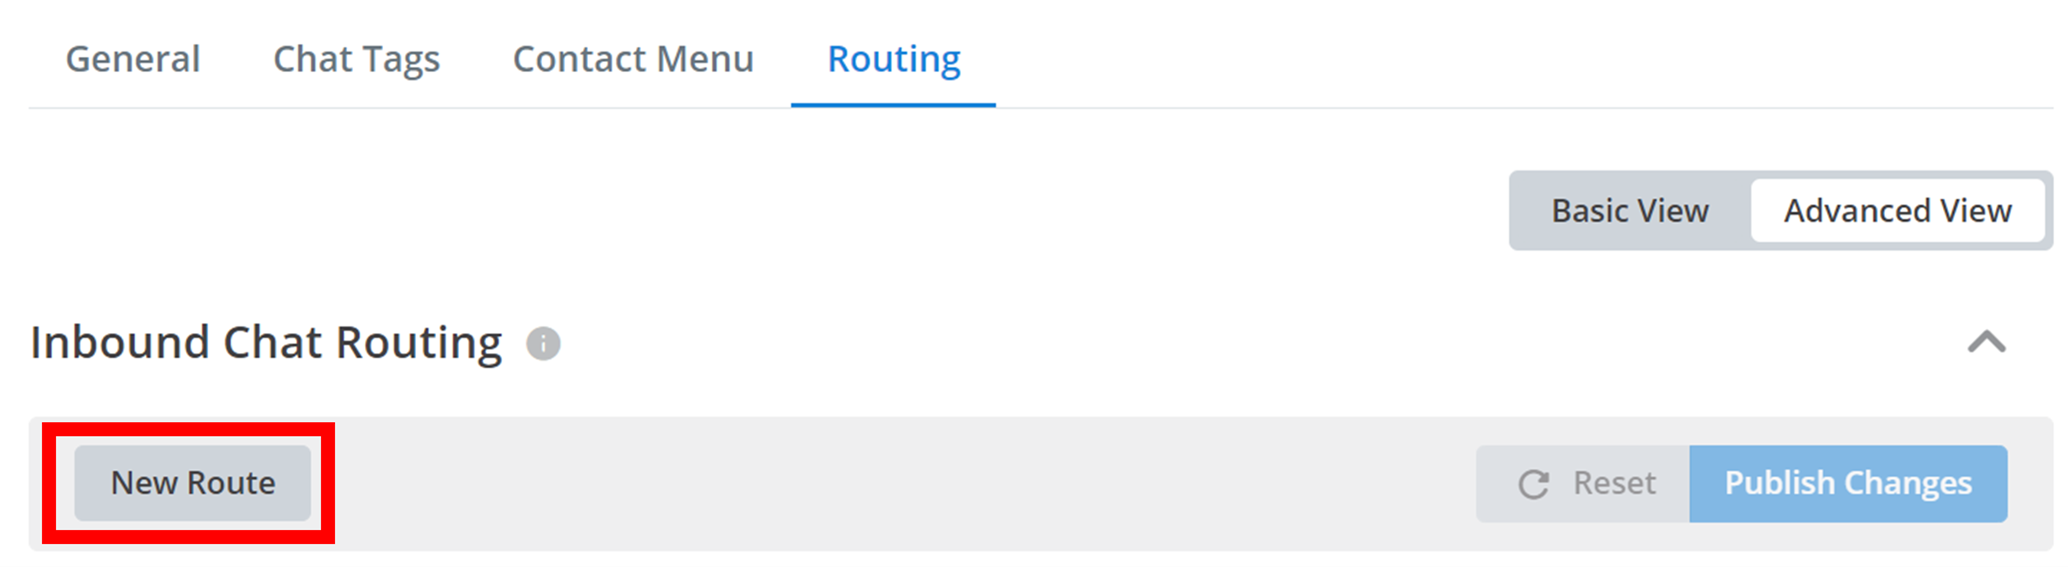 General Chat Tags Contact Menu Routing
Basic View Advanced View
Inbound Chat Routing i
New Route Reset Publish Changes